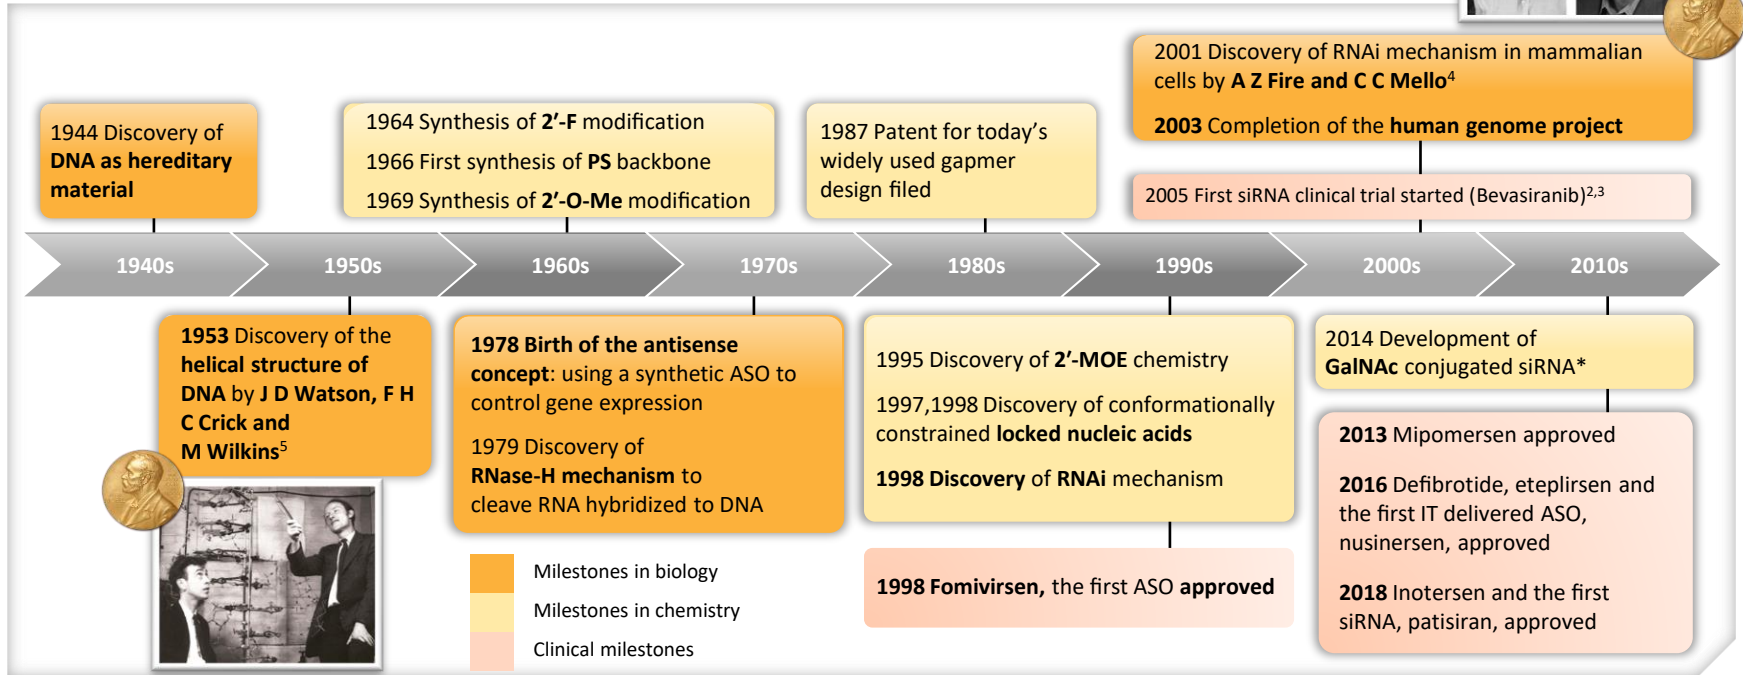 2001 Discovery of RNAi mechanism in mammalian
cells by A Z Fire and C C Mello4
2003 Completion of the human genome project
1944 Discovery of
DNA as hereditary
material
1964 Synthesis of 2′-F modification
1966 First synthesis of PS backbone
1969 Synthesis of 2′-O-Me modification
1987 Patent for today’s
widely used gapmer
design filed
2005 First siRNA clinical trial started (Bevasiranib)2,3
1940s
1950s
1960s
1970s
1980s
1990s
2000s
2010s
1953 Discovery of the
helical structure of
DNA by J D Watson, F H
C Crick and
M Wilkins5
1978 Birth of the antisense
concept: using a synthetic ASO to
control gene expression
1979 Discovery of
RNase-H mechanism to
cleave RNA hybridized to DNA
1995 Discovery of 2′-MOE chemistry
1997,1998 Discovery of conformationally
constrained locked nucleic acids
1998 Discovery of RNAi mechanism
1998 Fomivirsen, the first ASO approved
2014 Development of
GalNAc conjugated siRNA*
2013 Mipomersen approved
2016 Defibrotide, eteplirsen and
the first IT delivered ASO,
nusinersen, approved
2018 Inotersen and the first
siRNA, patisiran, approved
Milestones in biology
Milestones in chemistry
Clinical milestones